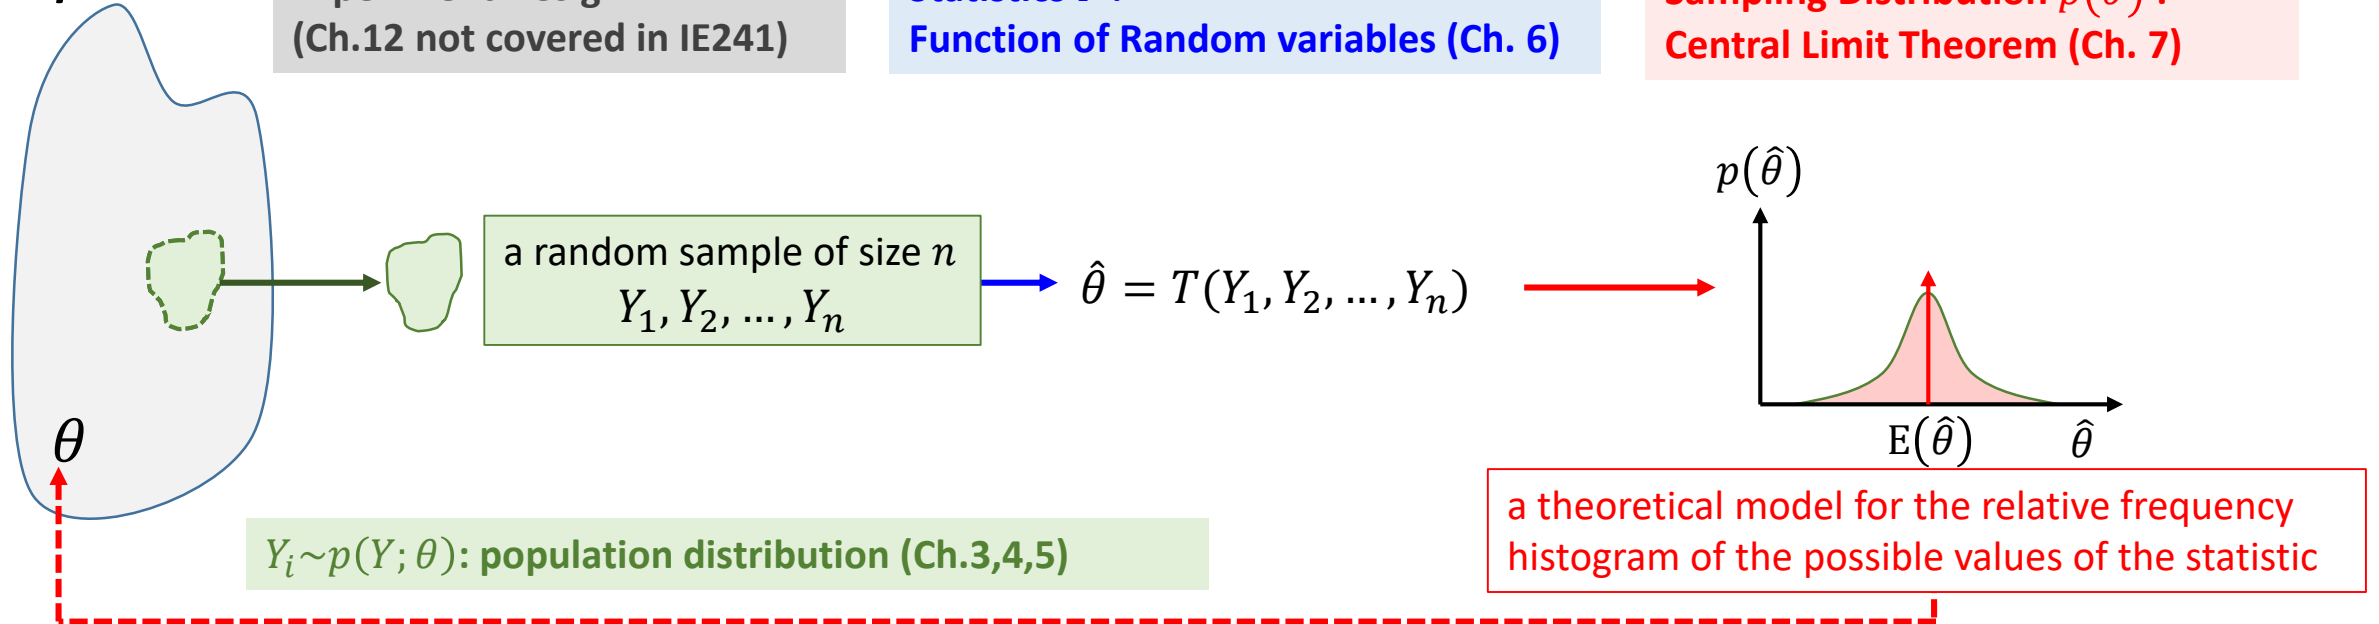 (Ch.12 not covered in IE241)
Function of Random variables (Ch. 6)
Central Limit Theorem (Ch. 7)
p(θ̂)
a random sample of size n
Y₁, Y₂, … , Yₙ
θ̂ = T(Y₁, Y₂, … , Yₙ)
E(θ̂)
θ̂
θ
a theoretical model for the relative frequency
histogram of the possible values of the statistic
Yᵢ~p(Y; θ): population distribution (Ch.3,4,5)